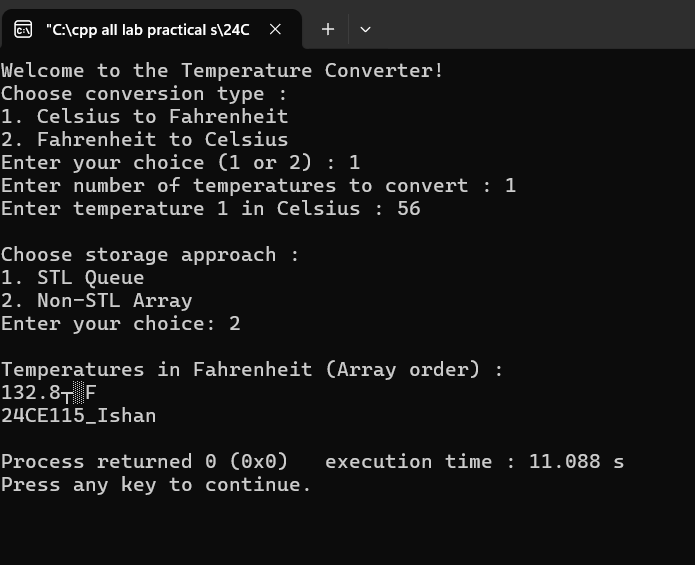 "C:\cpp all lab practical s\24C
Welcome to the Temperature Converter!
Choose conversion type :
1. Celsius to Fahrenheit
2. Fahrenheit to Celsius
Enter your choice (1 or 2) : 1
Enter number of temperatures to convert : 1
Enter temperature 1 in Celsius : 56

Choose storage approach :
1. STL Queue
2. Non-STL Array
Enter your choice: 2

Temperatures in Fahrenheit (Array order) :
132.8┬░F
24CE115_Ishan

Process returned 0 (0x0)   execution time : 11.088 s
Press any key to continue.